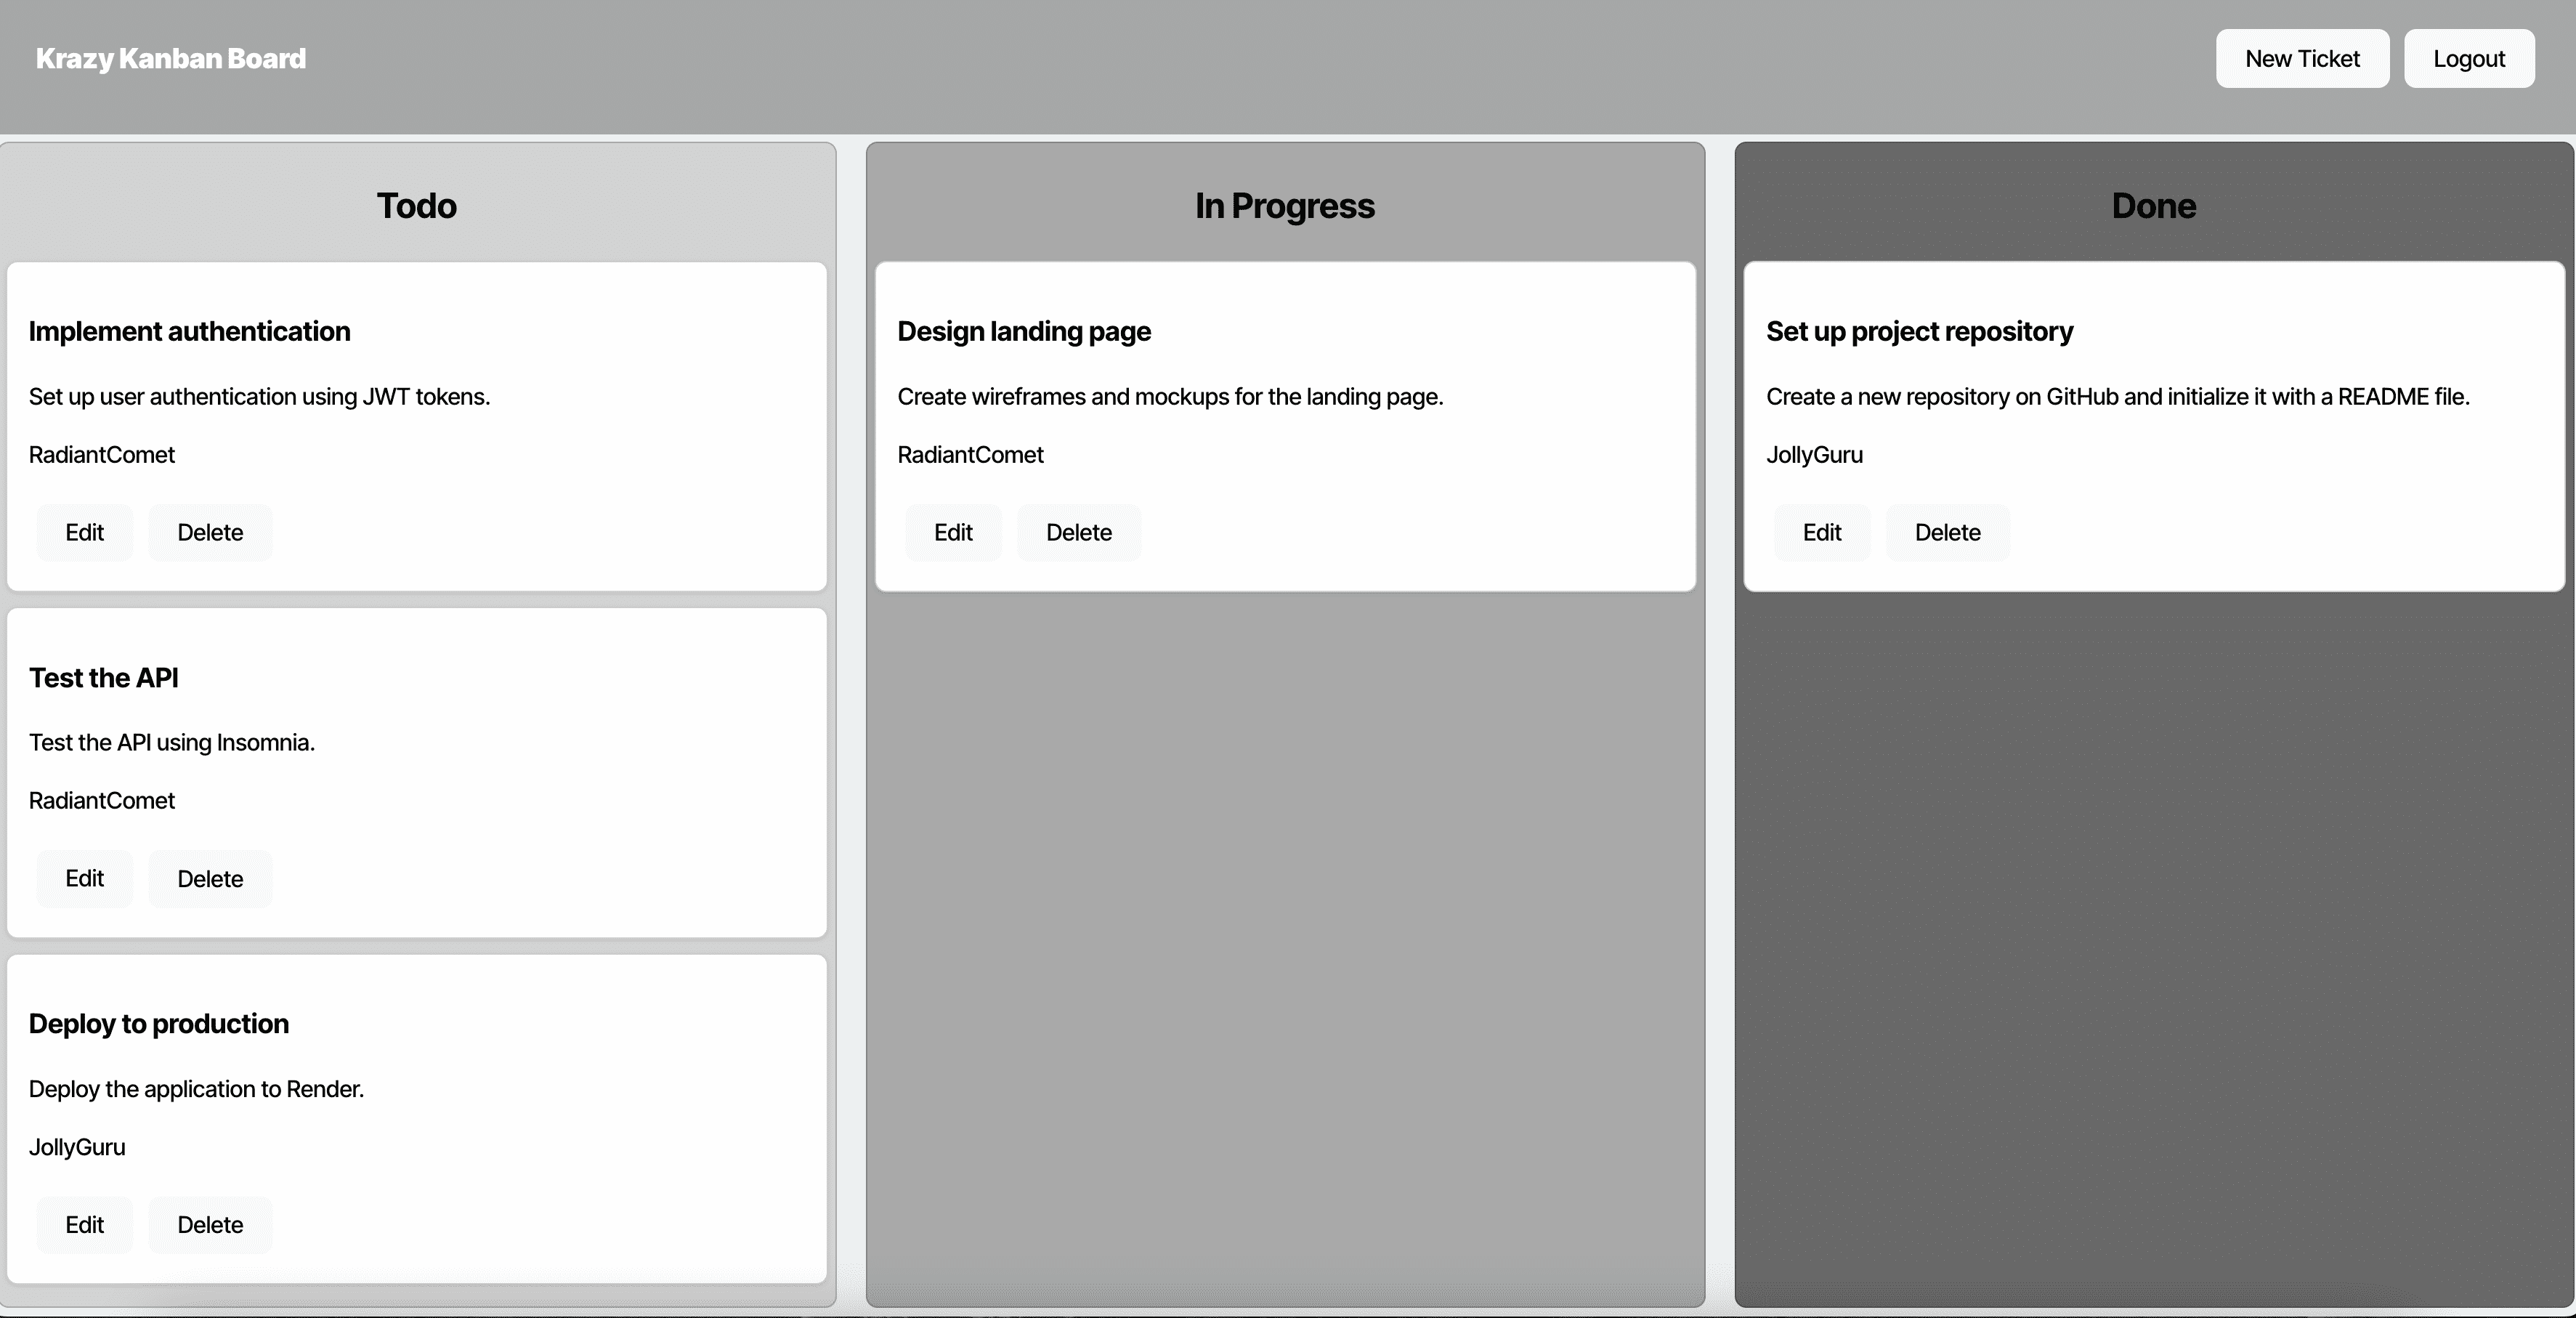 Krazy Kanban Board
New Ticket
Logout
Todo
Implement authentication
Set up user authentication using JWT tokens.
RadiantComet
Edit
Delete
Test the API
Test the API using Insomnia.
RadiantComet
Edit
Delete
Deploy to production
Deploy the application to Render.
JollyGuru
Edit
Delete
In Progress
Design landing page
Create wireframes and mockups for the landing page.
RadiantComet
Edit
Delete
Done
Set up project repository
Create a new repository on GitHub and initialize it with a README file.
JollyGuru
Edit
Delete